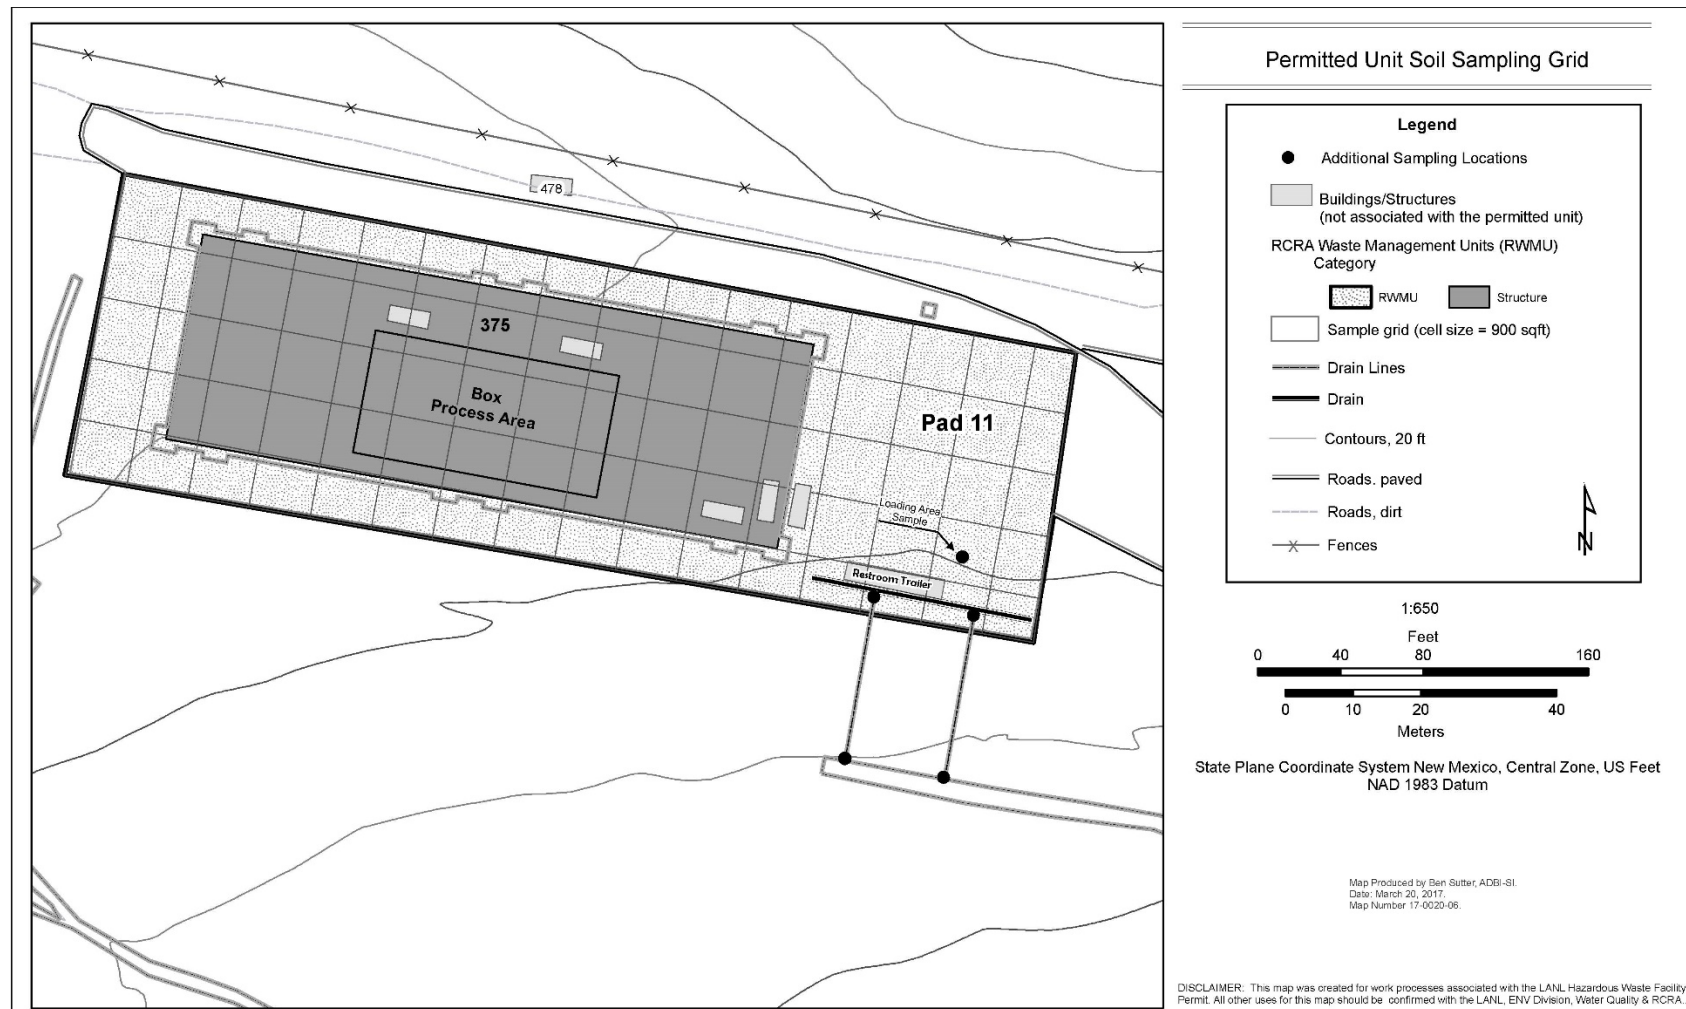 Permitted Unit Soil Sampling Grid
Legend
Additional Sampling Locations
Buildings/Structures
(not associated with the permitted unit)
RCRA Waste Management Units (RWMU)
Category
RWMU
Structure
Sample grid (cell size = 900 sqft)
Drain Lines
Drain
Contours, 20 ft
Roads. paved
Roads, dirt
Fences
N
1:650
Feet
0 40 80 160
0 10 20 40
Meters
State Plane Coordinate System New Mexico, Central Zone, US Feet
NAD 1983 Datum
Map Produced by Ben Sutter, ADBI-SI.
Date: March 20, 2017.
Map Number 17-0020-06.
DISCLAIMER: This map was created for work processes associated with the LANL Hazardous Waste Facility
Permit. All other uses for this map should be confirmed with the LANL, ENV Division, Water Quality & RCRA.
478
375
Box
Process Area
Pad 11
Loading Area
Sample
Restroom Trailer